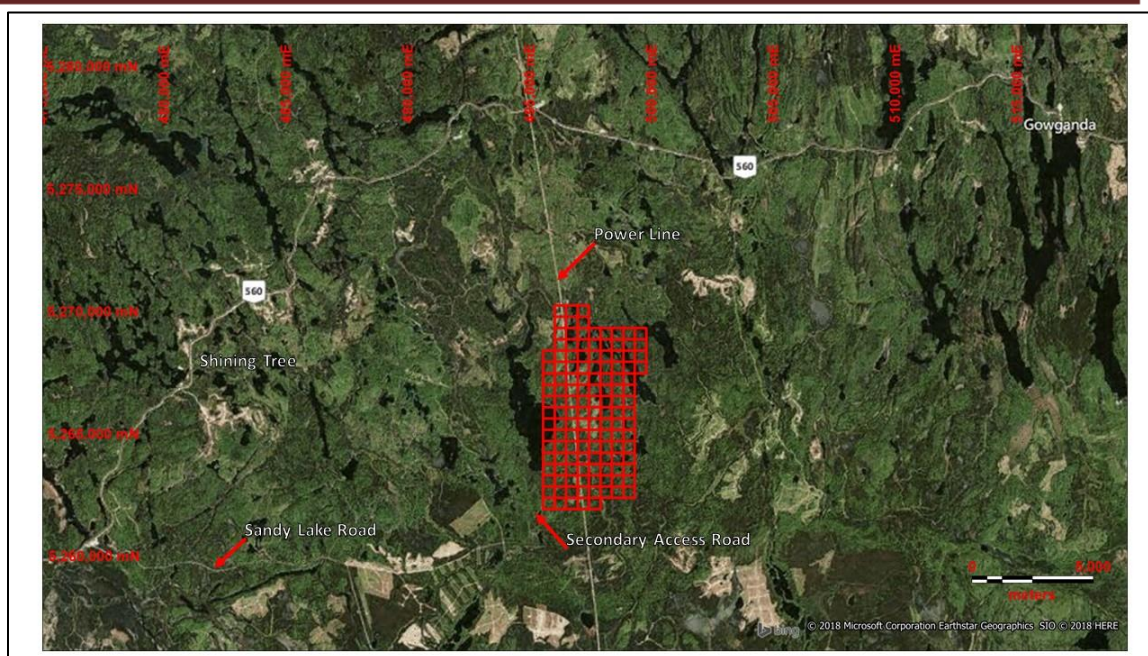 5,280,000 mN
480,000 mE
485,000 mE
490,000 mE
495,000 mE
500,000 mE
505,000 mE
510,000 mE
515,000 mE
Gowganda
560
5,275,000 mN
Power Line
560
5,270,000 mN
Shining Tree
5,265,000 mN
Sandy Lake Road
Secondary Access Road
5,260,000 mN
0 5,000
meters
bing
© 2018 Microsoft Corporation Earthstar Geographics SIO © 2018 HERE